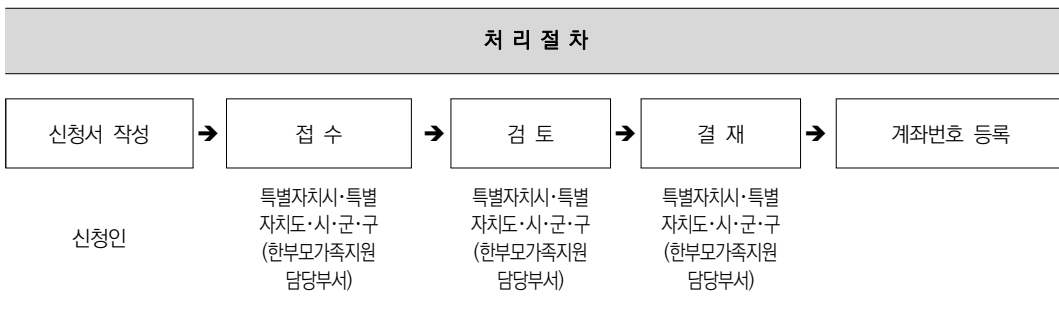 처 리 절 차
신청서 작성 ➔ 접 수 ➔ 검 토 ➔ 결 재 ➔ 계좌번호 등록
신청인
특별자치시·특별
자치도·시·군·구
(한부모가족지원
담당부서)
특별자치시·특별
자치도·시·군·구
(한부모가족지원
담당부서)
특별자치시·특별
자치도·시·군·구
(한부모가족지원
담당부서)